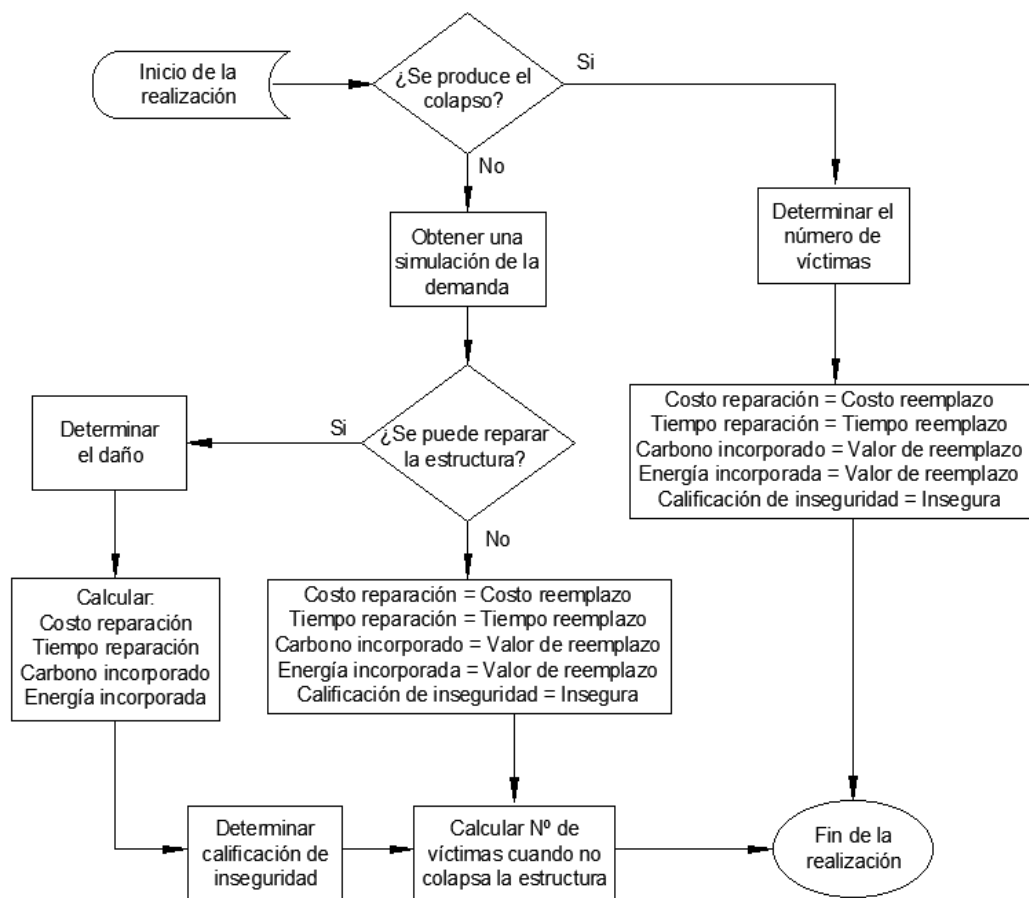 Inicio de la
realización
¿Se produce el
colapso?
Si
No
Determinar el
número de
víctimas
Obtener una
simulación de la
demanda
Costo reparación = Costo reemplazo
Tiempo reparación = Tiempo reemplazo
Carbono incorporado = Valor de reemplazo
Energía incorporada = Valor de reemplazo
Calificación de inseguridad = Insegura
¿Se puede reparar
la estructura?
Si
No
Determinar
el daño
Calcular:
Costo reparación
Tiempo reparación
Carbono incorporado
Energía incorporada
Costo reparación = Costo reemplazo
Tiempo reparación = Tiempo reemplazo
Carbono incorporado = Valor de reemplazo
Energía incorporada = Valor de reemplazo
Calificación de inseguridad = Insegura
Determinar
calificación de
inseguridad
Calcular Nº de
víctimas cuando no
colapsa la estructura
Fin de la
realización